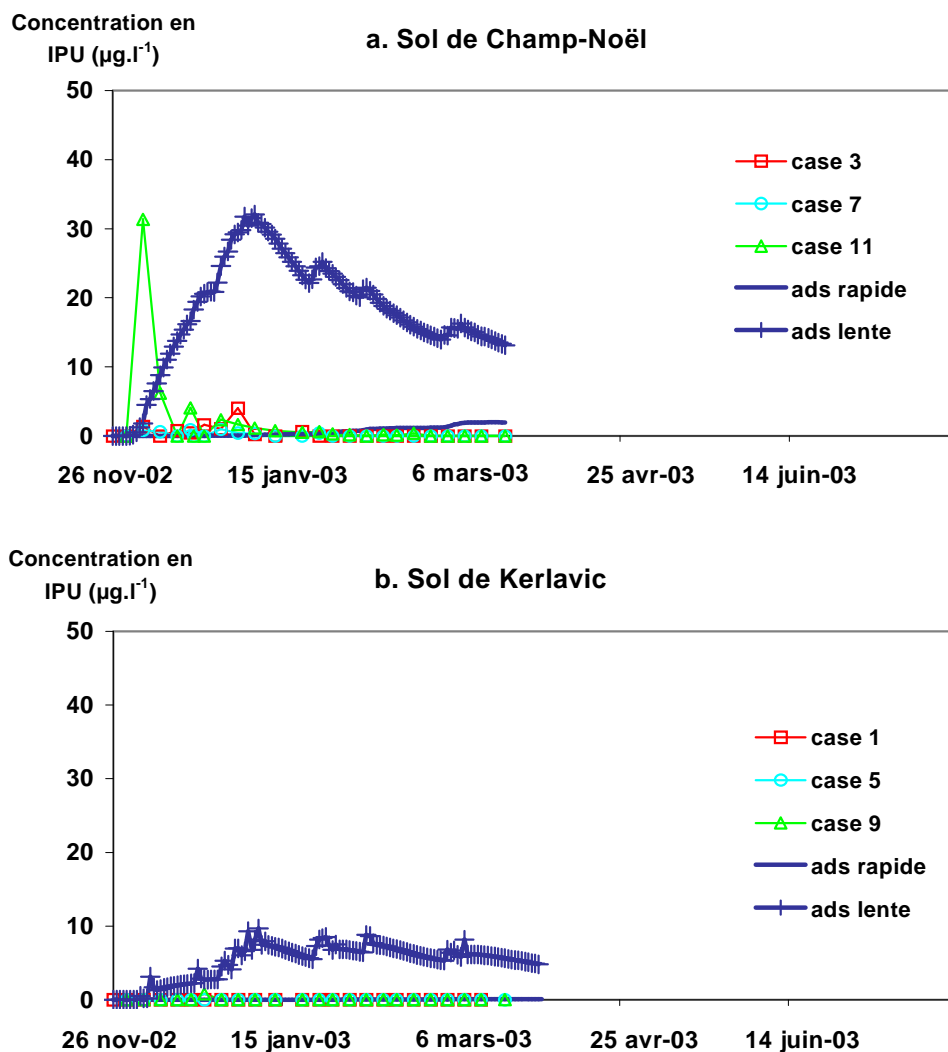 Concentration en
IPU (µg.l-1)
a. Sol de Champ-Noël
50
40
30
20
10
0
case 3
case 7
case 11
ads rapide
ads lente
26 nov-02
15 janv-03
6 mars-03
25 avr-03
14 juin-03
Concentration en
IPU (µg.l-1)
b. Sol de Kerlavic
50
40
30
20
10
0
case 1
case 5
case 9
ads rapide
ads lente
26 nov-02
15 janv-03
6 mars-03
25 avr-03
14 juin-03